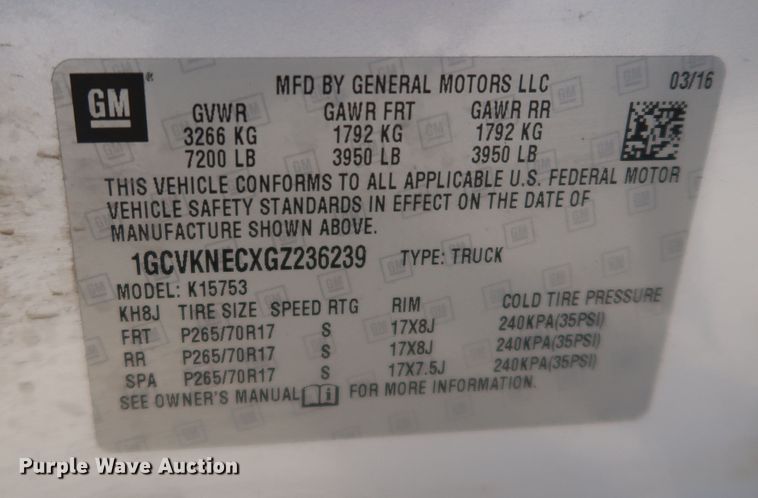 GM
MFD BY GENERAL MOTORS LLC 03/16
GVWR GAWR FRT GAWR RR
3266 KG 1792 KG 1792 KG
7200 LB 3950 LB 3950 LB
THIS VEHICLE CONFORMS TO ALL APPLICABLE U.S. FEDERAL MOTOR
VEHICLE SAFETY STANDARDS IN EFFECT ON THE DATE OF
MANUFACTURE SHOWN ABOVE.
1GCVKNECXGZ236239 TYPE: TRUCK
MODEL: K15753
KH8J TIRE SIZE SPEED RTG RIM COLD TIRE PRESSURE
FRT P265/70R17 S 17X8J 240KPA(35PSI)
RR P265/70R17 S 17X8J 240KPA(35PSI)
SPA P265/70R17 S 17X7.5J 240KPA(35PSI)
SEE OWNER'S MANUAL i FOR MORE INFORMATION.
Purple Wave Auction